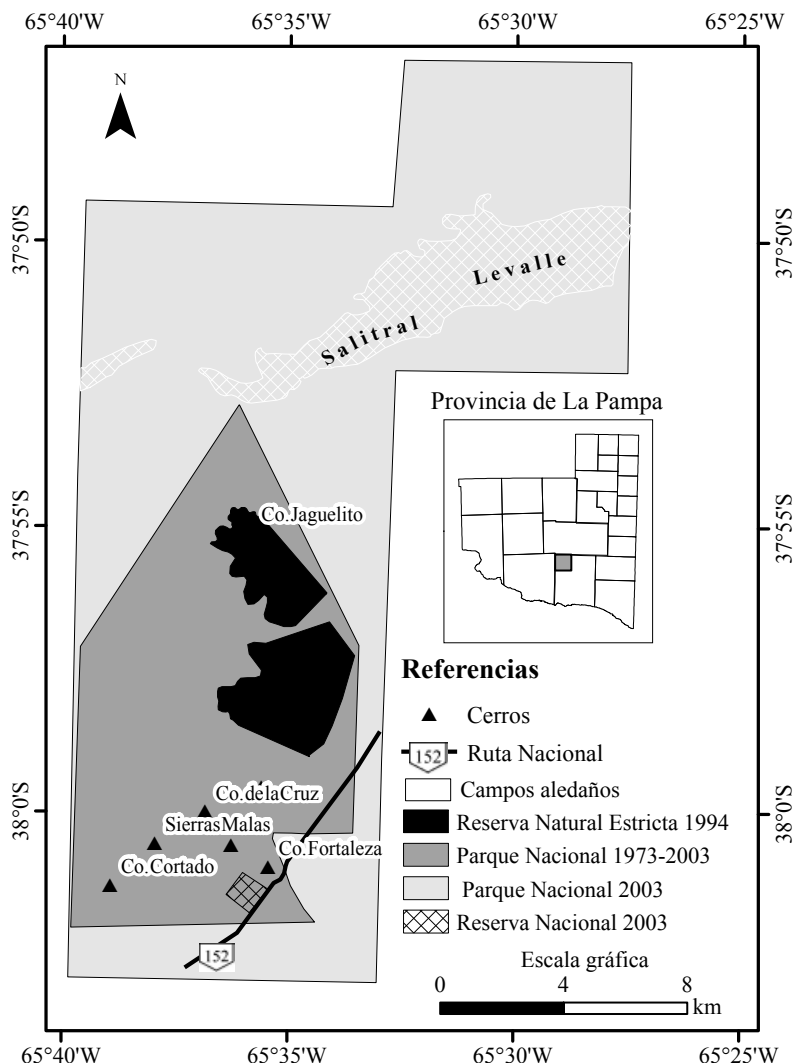 65°40'W 65°35'W 65°30'W 65°25'W
N
37°50'S
37°50'S
Levalle
Salitral
Provincia de La Pampa
Co.Jaguelito
37°55'S
37°55'S
Referencias
Cerros
152
Ruta Nacional
Campos aledaños
Reserva Natural Estricta 1994
Parque Nacional 1973-2003
Parque Nacional 2003
Reserva Nacional 2003
Co.delaCruz
38°0'S
38°0'S
SierrasMalas
Co.Fortaleza
Co.Cortado
152
Escala gráfica
0 4 8
km
65°40'W 65°35'W 65°30'W 65°25'W